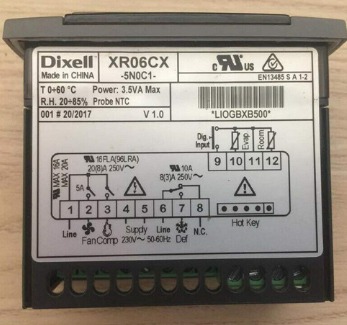 Dixell XR06CX
Made in CHINA -5N0C1-
c RU us
T 0÷60 °C Power: 3.5VA Max
EN13485 S A 1-2
R.H. 20÷85% Probe NTC
001 # 20/2017 V 1.0
*LIOGBXB500*
MAX 16A
MAX 20A
16 FLA(96LRA)
20(8)A 250V~
5A
10A
8(3)A 250V~
Dig. Input
Evap
Room
9 10 11 12
1 2 3 4 5 6 7 8
Line Fan Comp Supply 230V~ 50-60Hz Line Def N.C.
Hot Key